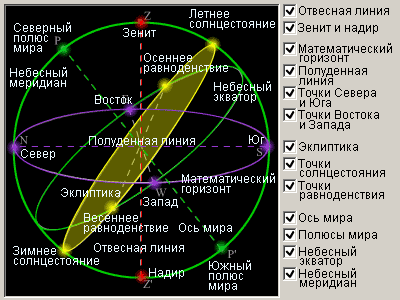 Летнее
солнцестояние
Z
Зенит
Северный
полюс
мира
P
Осеннее
равноденствие
Небесный
меридиан
Небесный
экватор
Восток
E
N
Полуденная линия
Юг
S
Север
Математический
горизонт
Эклиптика
W
Запад
Весеннее
равноденствие
Ось мира
Зимнее
солнцестояние
Отвесная линия
P'
Надир
Z'
Южный
полюс
мира
Отвесная линия
Зенит и надир
Математический
горизонт
Полуденная
линия
Точки Севера
и Юга
Точки Востока
и Запада
Эклиптика
Точки
солнцестояния
Точки
равноденствия
Ось мира
Полюсы мира
Небесный
экватор
Небесный
меридиан